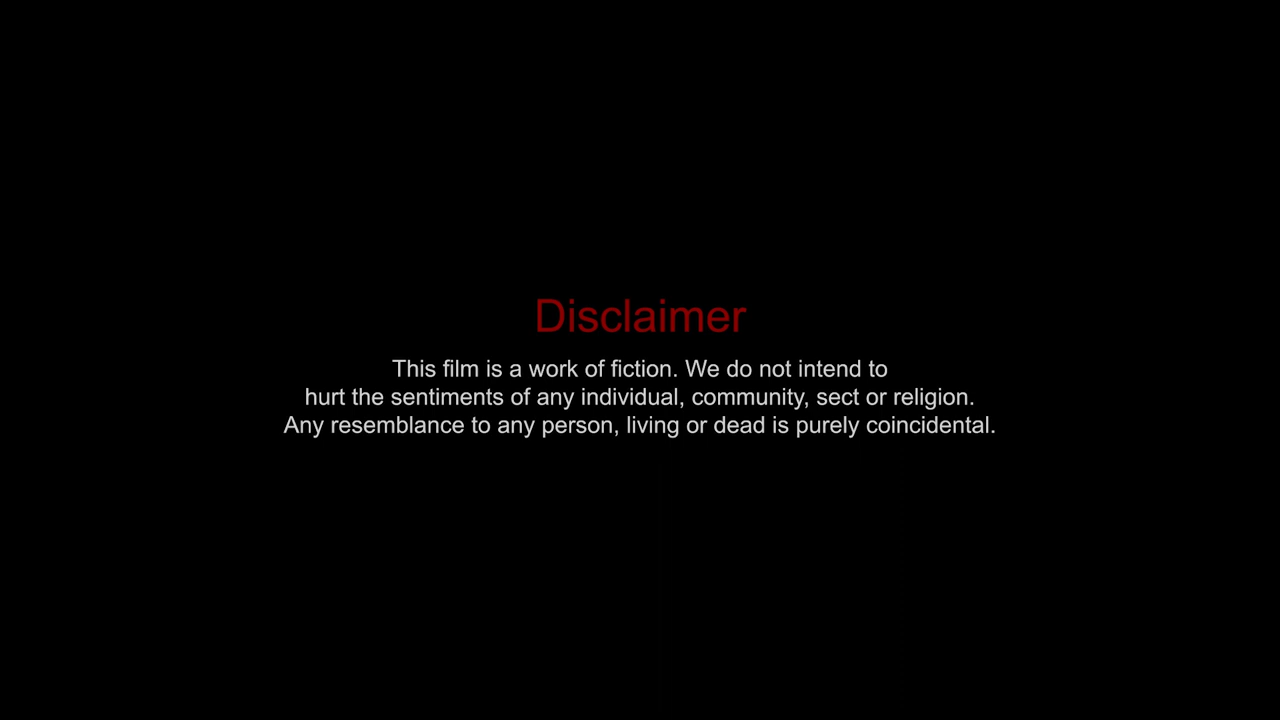 Disclaimer
This film is a work of fiction. We do not intend to
hurt the sentiments of any individual, community, sect or religion.
Any resemblance to any person, living or dead is purely coincidental.